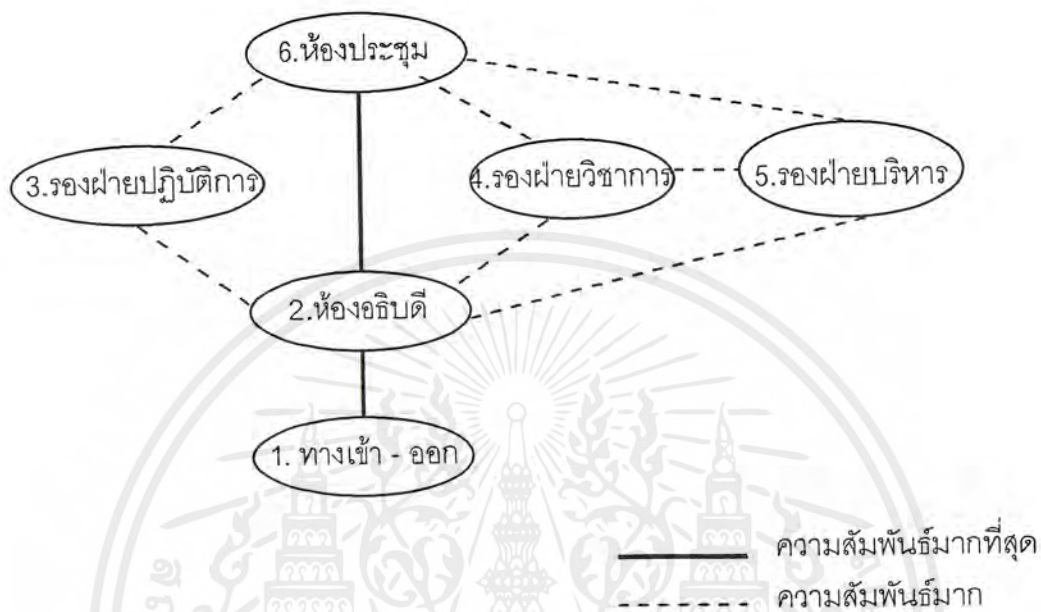 6.ห้องประชุม
3.รองฝ่ายปฏิบัติการ
4.รองฝ่ายวิชาการ
5.รองฝ่ายบริหาร
2.ห้องอธิบดี
1. ทางเข้า - ออก
ความสัมพันธ์มากที่สุด
ความสัมพันธ์มาก